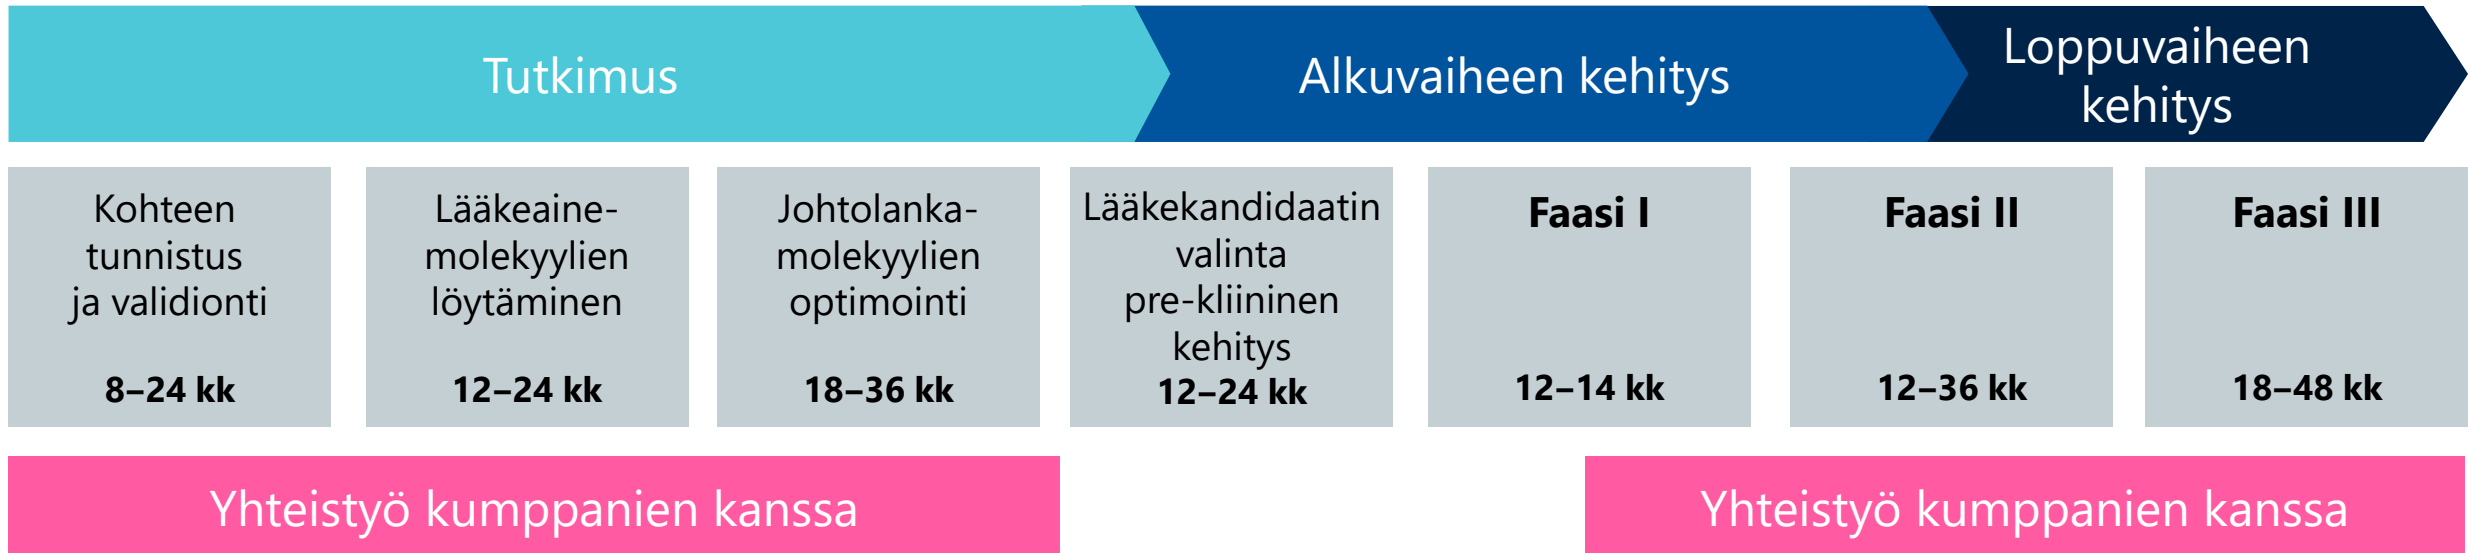 Tutkimus
Alkuvaiheen kehitys
Loppuvaiheen
kehitys
Kohteen
tunnistus
ja validionti
8–24 kk
Lääkeaine-
molekyylien
löytäminen
12–24 kk
Johtolanka-
molekyylien
optimointi
18–36 kk
Lääkekandidaatin
valinta
pre-kliininen
kehitys
12–24 kk
Faasi I
12–14 kk
Faasi II
12–36 kk
Faasi III
18–48 kk
Yhteistyö kumppanien kanssa
Yhteistyö kumppanien kanssa